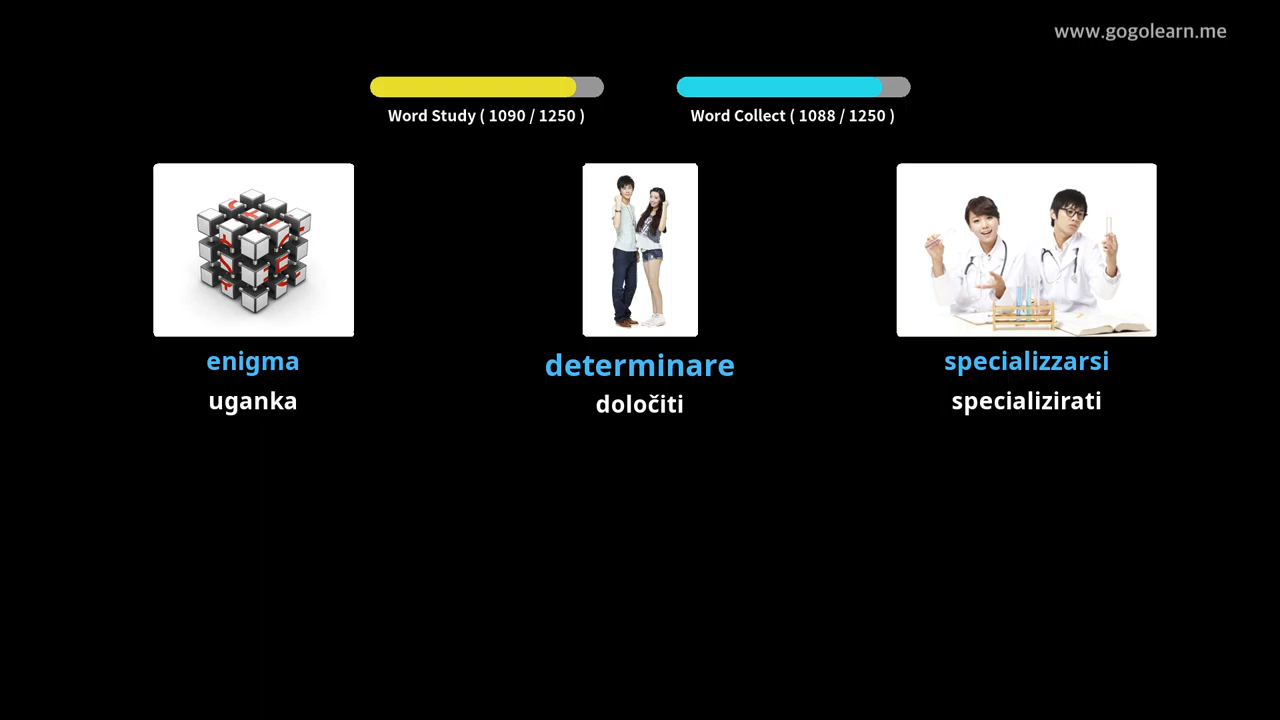 www.gogolearn.me
Word Study ( 1090 / 1250 )
Word Collect ( 1088 / 1250 )
enigma
uganka
determinare
določiti
specializzarsi
specializirati